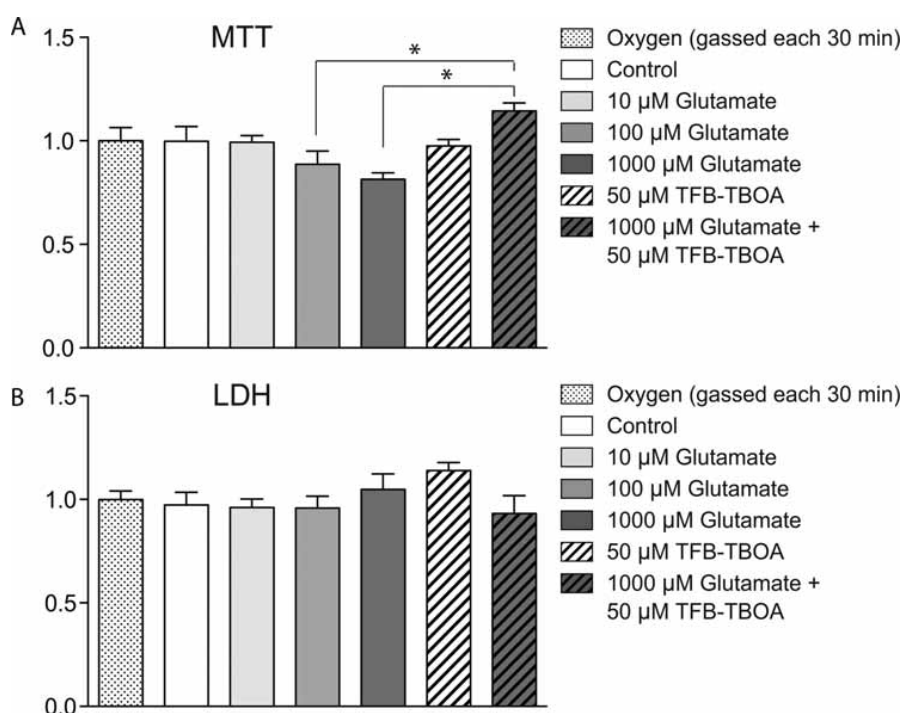 A
MTT
1.5
1.0
0.5
0.0
*
*
Oxygen (gassed each 30 min)
Control
10 µM Glutamate
100 µM Glutamate
1000 µM Glutamate
50 µM TFB-TBOA
1000 µM Glutamate +
50 µM TFB-TBOA
B
LDH
1.5
1.0
0.5
0.0
Oxygen (gassed each 30 min)
Control
10 µM Glutamate
100 µM Glutamate
1000 µM Glutamate
50 µM TFB-TBOA
1000 µM Glutamate +
50 µM TFB-TBOA